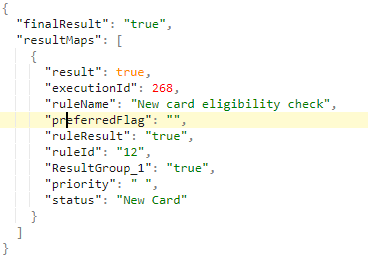 {
"finalResult": "true",
"resultMaps": [
{
"result": true,
"executionId": 268,
"ruleName": "New card eligibility check",
"preferredFlag": "",
"ruleResult": "true",
"ruleId": "12",
"ResultGroup_1": "true",
"priority": " ",
"status": "New Card"
}
]
}